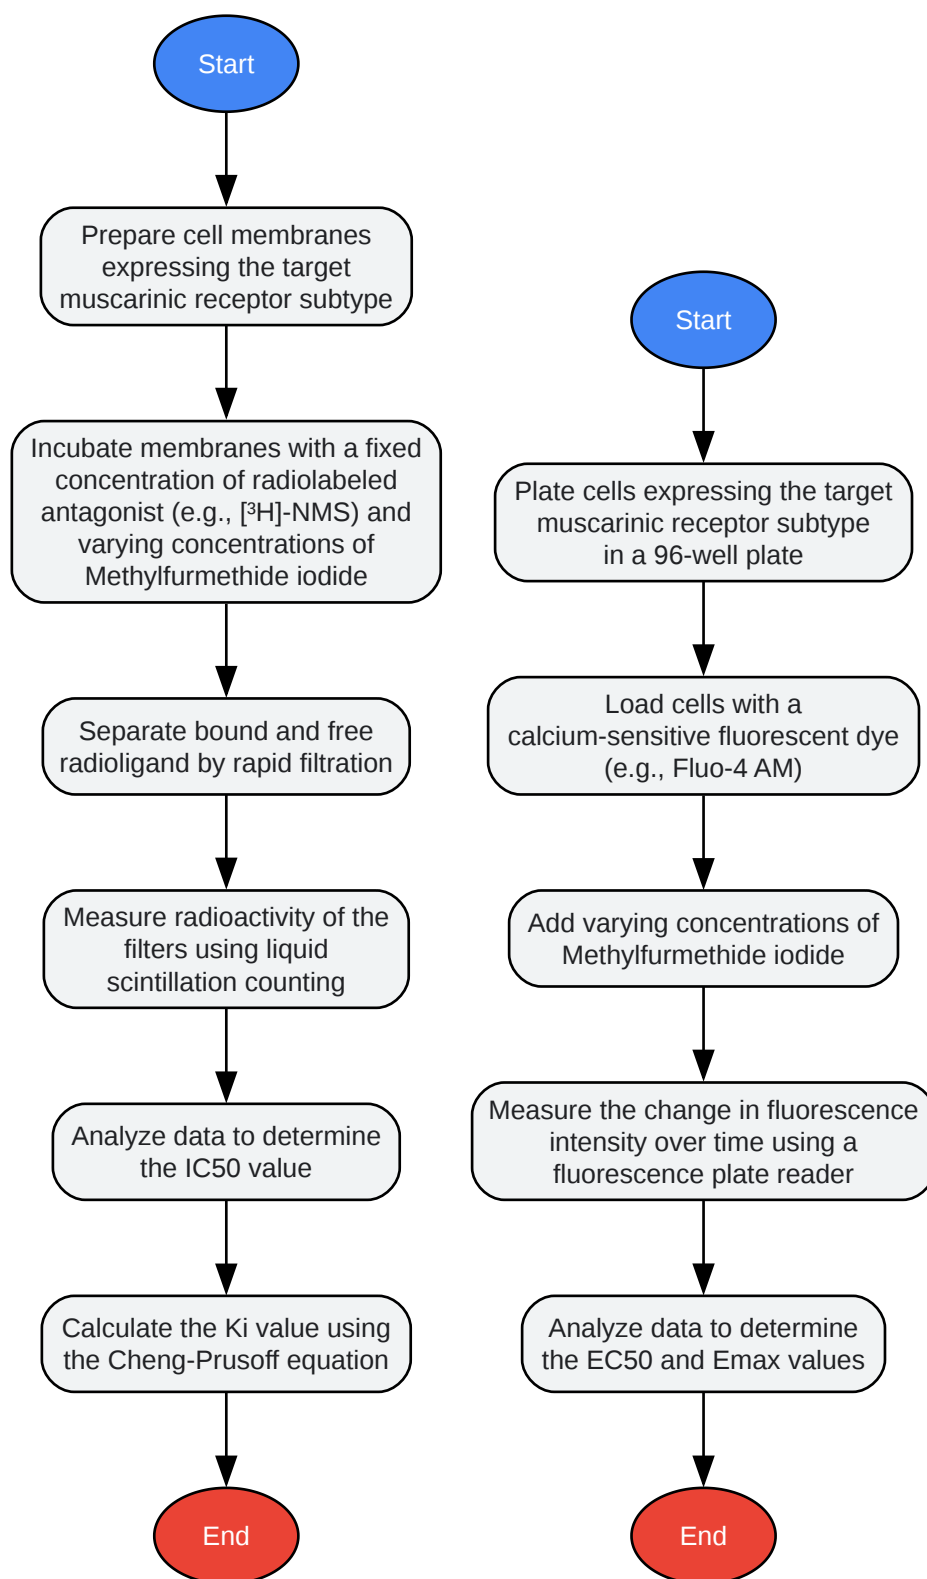 Start
Prepare cell membranes
expressing the target
muscarinic receptor subtype
Incubate membranes with a fixed
concentration of radiolabeled
antagonist (e.g., [³H]-NMS) and
varying concentrations of
Methylfurmethide iodide
Separate bound and free
radioligand by rapid filtration
Measure radioactivity of the
filters using liquid
scintillation counting
Analyze data to determine
the IC50 value
Calculate the Ki value using
the Cheng-Prusoff equation
End
Start
Plate cells expressing the target
muscarinic receptor subtype
in a 96-well plate
Load cells with a
calcium-sensitive fluorescent dye
(e.g., Fluo-4 AM)
Add varying concentrations of
Methylfurmethide iodide
Measure the change in fluorescence
intensity over time using a
fluorescence plate reader
Analyze data to determine
the EC50 and Emax values
End